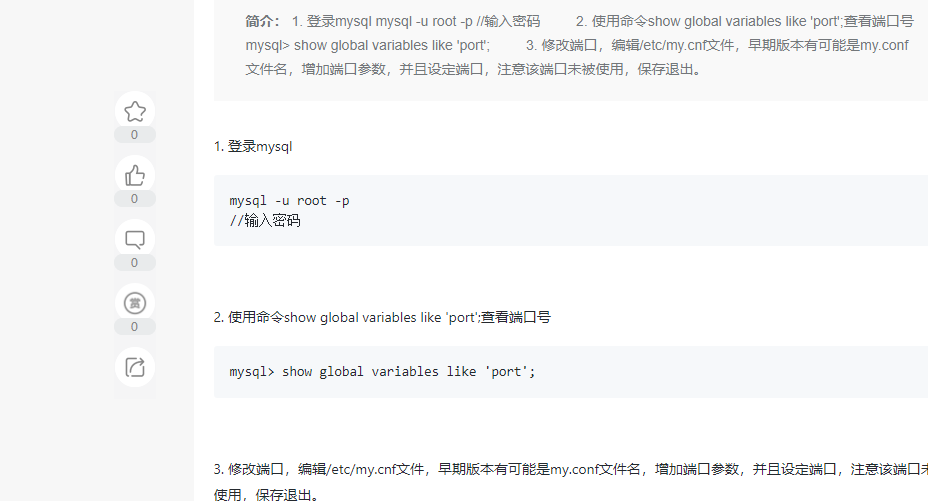 简介: 1. 登录mysql mysql -u root -p //输入密码 2. 使用命令show global variables like 'port';查看端口号
mysql> show global variables like 'port'; 3. 修改端口，编辑/etc/my.cnf文件，早期版本有可能是my.conf
文件名，增加端口参数，并且设定端口，注意该端口未被使用，保存退出。
0
0
0
赏
0
1. 登录mysql
mysql -u root -p
//输入密码
2. 使用命令show global variables like 'port';查看端口号
mysql> show global variables like 'port';
3. 修改端口，编辑/etc/my.cnf文件，早期版本有可能是my.conf文件名，增加端口参数，并且设定端口，注意该端口
使用，保存退出。